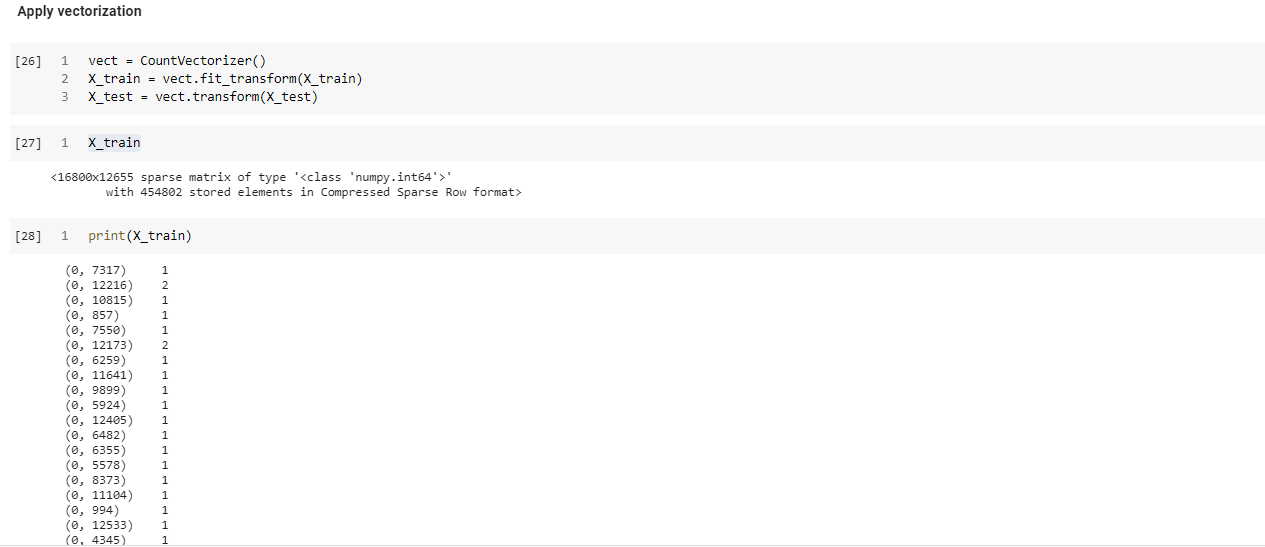 Apply vectorization
[26] 1 vect = CountVectorizer()
2 X_train = vect.fit_transform(X_train)
3 X_test = vect.transform(X_test)
[27] 1 X_train
<16800x12655 sparse matrix of type '<class 'numpy.int64'>'
with 454802 stored elements in Compressed Sparse Row format>
[28] 1 print(X_train)
(0, 7317) 1
(0, 12216) 2
(0, 10815) 1
(0, 857) 1
(0, 7550) 1
(0, 12173) 2
(0, 6259) 1
(0, 11641) 1
(0, 9899) 1
(0, 5924) 1
(0, 12405) 1
(0, 6482) 1
(0, 6355) 1
(0, 5578) 1
(0, 8373) 1
(0, 11104) 1
(0, 994) 1
(0, 12533) 1
(0, 4345) 1